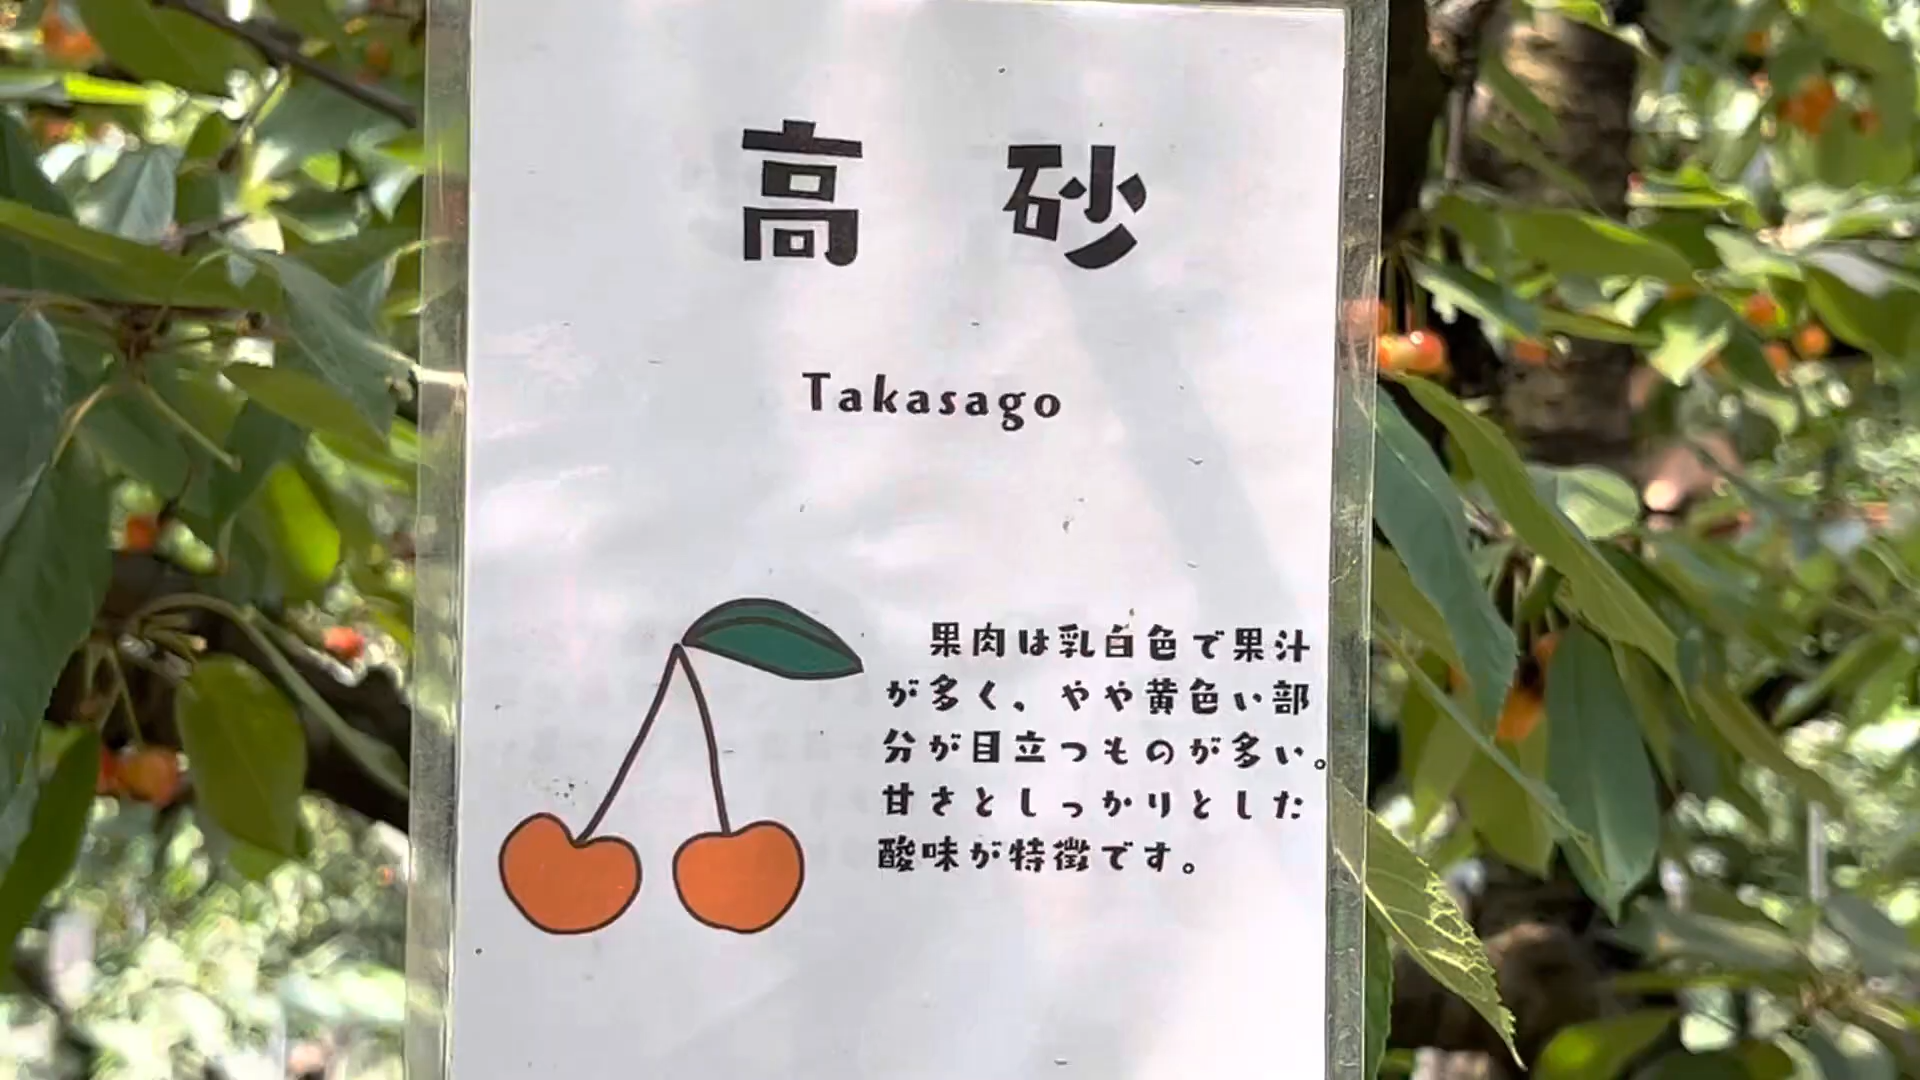 高砂
Takasago
果肉は乳白色で果汁
が多く、やや黄色い部
分が目立つものが多い。
甘さとしっかりとした
酸味が特徴です。